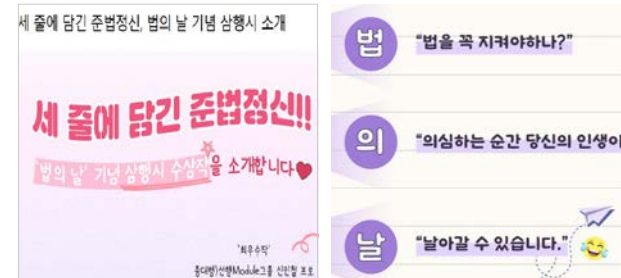 세 줄에 담긴 준법정신, 법의 날 기념 삼행시 소개
세 줄에 담긴 준법정신!!
'법의 날' 기념 삼행시 수상작을 소개합니다
'최우수작'
법 "법을 꼭 지켜야하나?"
의 "의심하는 순간 당신의 인생이
날 "날아갈 수 있습니다."